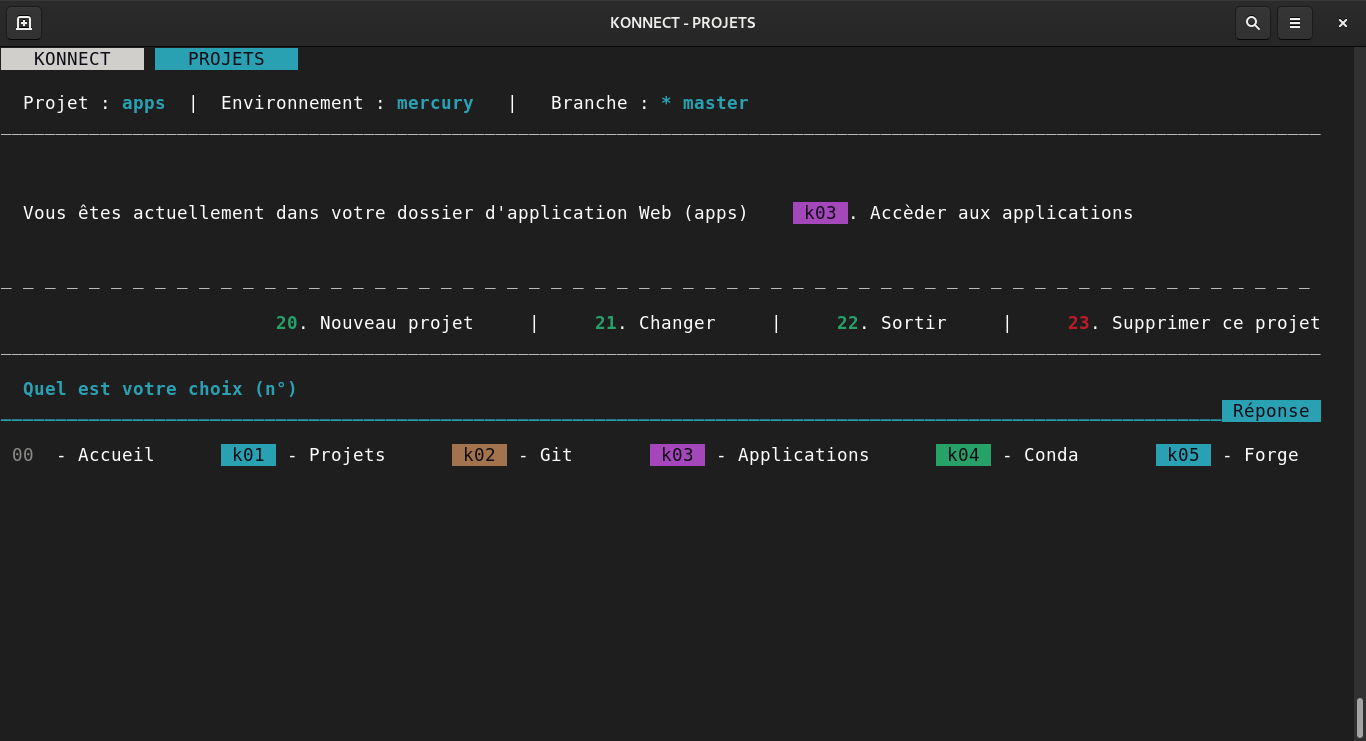 KONNECT - PROJETS
KONNECT PROJETS
Projet : apps | Environnement : mercury | Branche : * master
Vous êtes actuellement dans votre dossier d'application Web (apps) k03 . Accèder aux applications
20. Nouveau projet | 21. Changer | 22. Sortir | 23. Supprimer ce projet
Quel est votre choix (n°)
Réponse
00 - Accueil k01 - Projets k02 - Git k03 - Applications k04 - Conda k05 - Forge